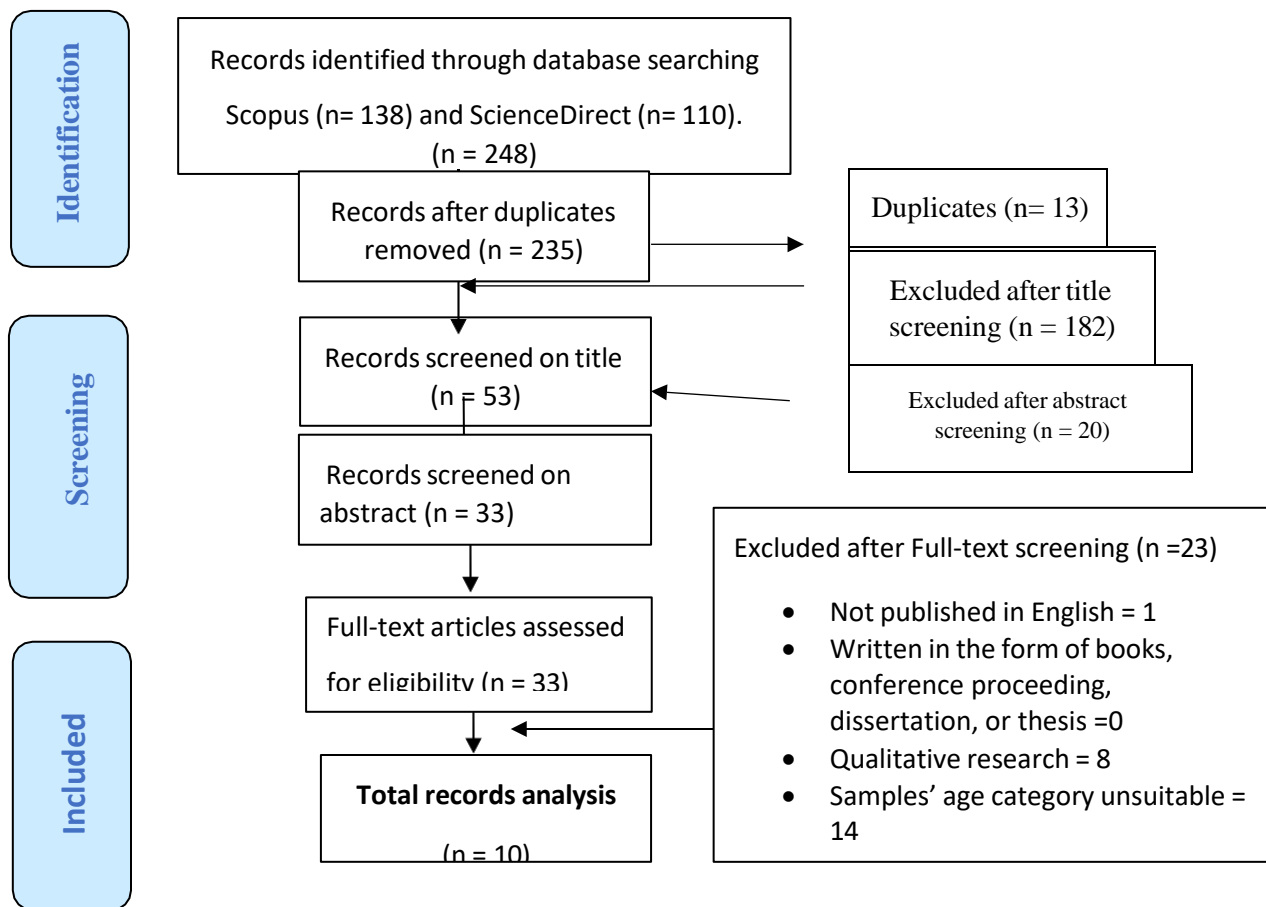 Identification
Records identified through database searching
Scopus (n= 138) and ScienceDirect (n= 110).
(n = 248)
Records after duplicates
removed (n = 235)
Duplicates (n= 13)
Excluded after title
screening (n = 182)
Screening
Records screened on title
(n = 53)
Excluded after abstract
screening (n = 20)
Records screened on
abstract (n = 33)
Full-text articles assessed
for eligibility (n = 33)
Excluded after Full-text screening (n =23)
• Not published in English = 1
• Written in the form of books,
conference proceeding,
dissertation, or thesis =0
• Qualitative research = 8
• Samples’ age category unsuitable =
14
Included
Total records analysis
(n = 10)